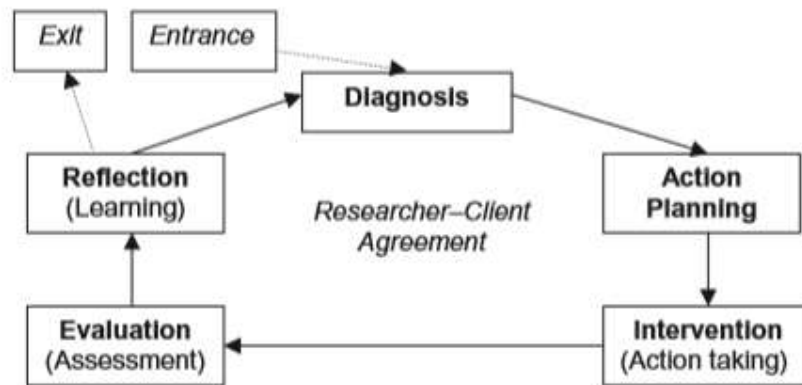 Exit
Entrance
Diagnosis
Reflection
(Learning)
Action
Planning
Researcher–Client
Agreement
Evaluation
(Assessment)
Intervention
(Action taking)